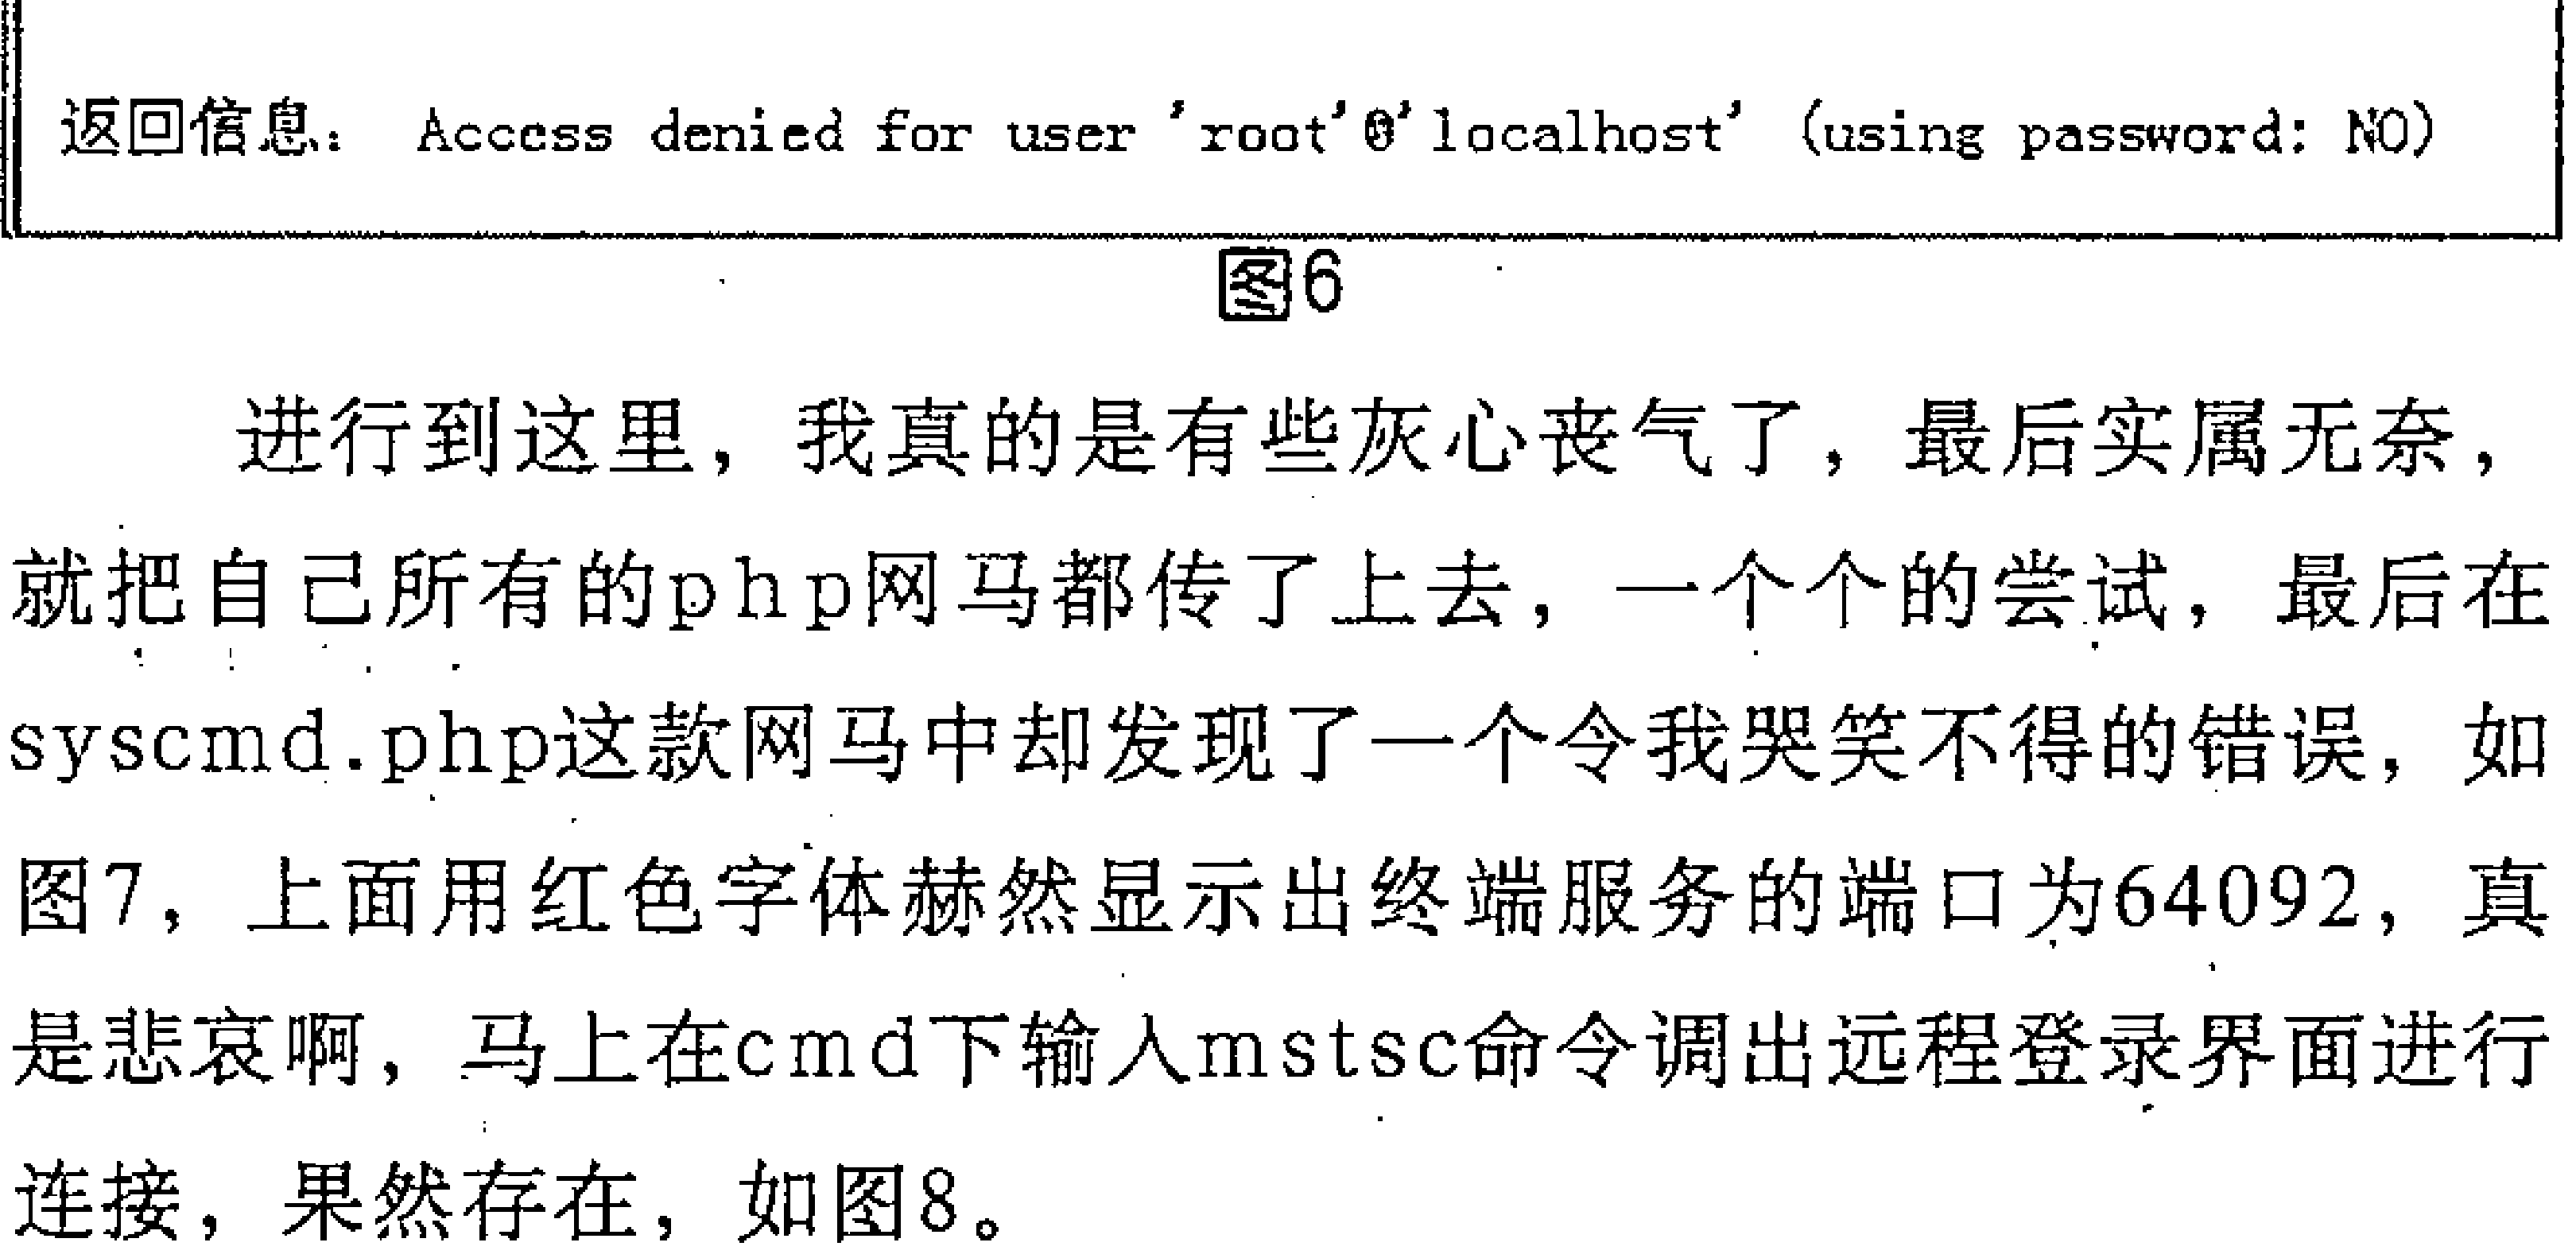 返回信息： Access denied for user 'root'@'localhost' (using password: NO)
图6
进行到这里，我真的是有些灰心丧气了，最后实属无奈，
就把自己所有的php网马都传了上去，一个个的尝试，最后在
syscmd.php这款网马中却发现了一个令我哭笑不得的错误，如
图7，上面用红色字体赫然显示出终端服务的端口为64092，真
是悲哀啊，马上在cmd下输入mstsc命令调出远程登录界面进行
连接，果然存在，如图8。